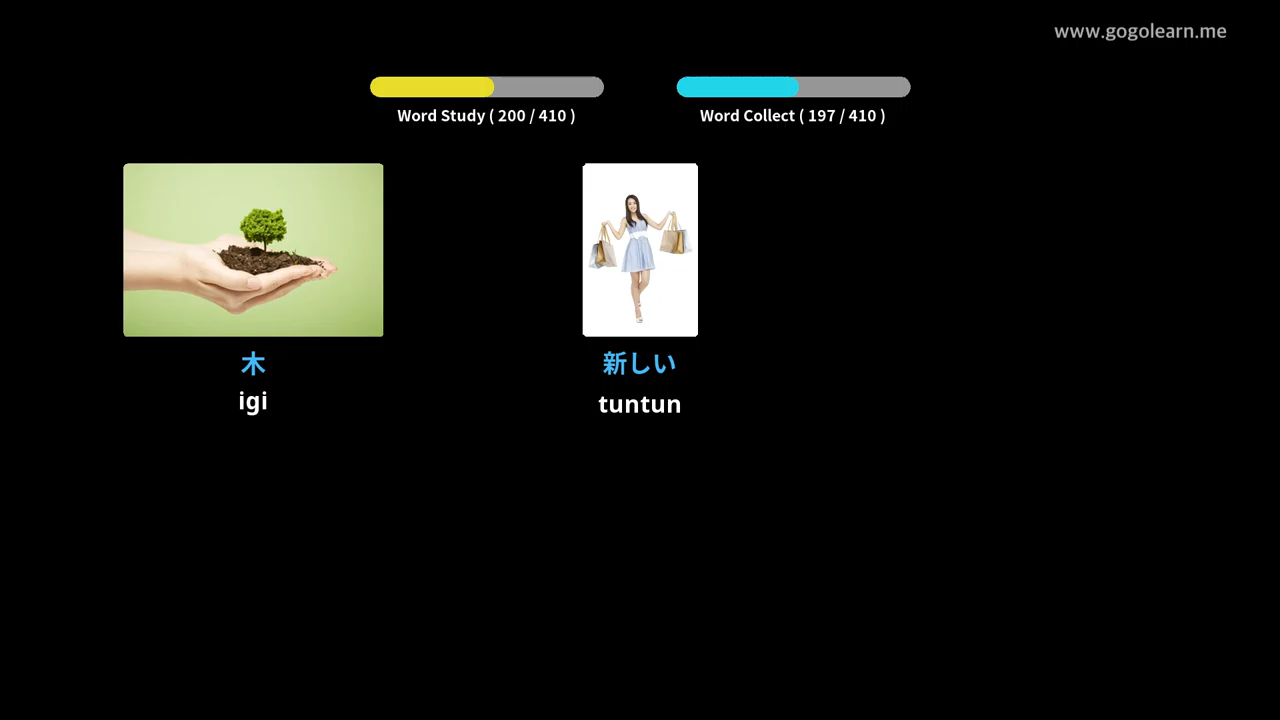 www.gogolearn.me
Word Study ( 200 / 410 )
Word Collect ( 197 / 410 )
木
igi
新しい
tuntun